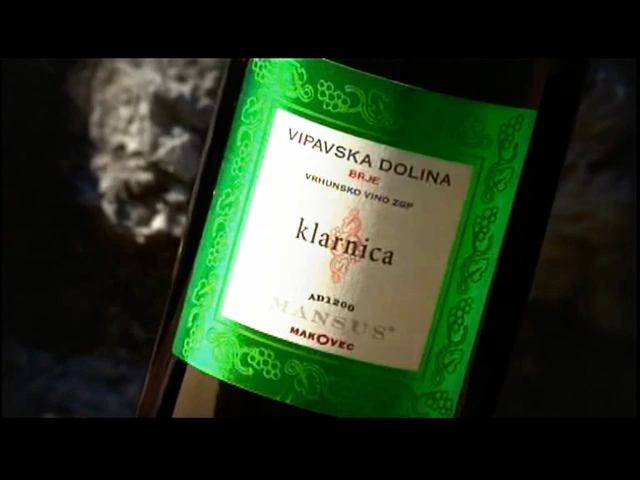 VIPAVSKA DOLINA
BRJE
VRHUNSKO VINO ZGP
klarnica
AD1200
MANSUS®
MAKOVEC